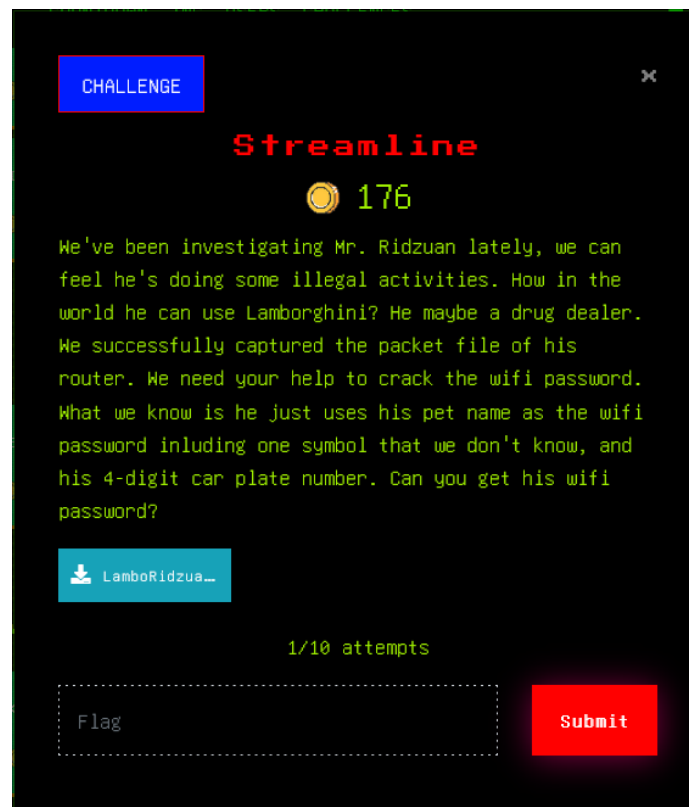 CHALLENGE
×
Streamline
176
We've been investigating Mr. Ridzuan lately, we can
feel he's doing some illegal activities. How in the
world he can use Lamborghini? He maybe a drug dealer.
We successfully captured the packet file of his
router. We need your help to crack the wifi password.
What we know is he just uses his pet name as the wifi
password inluding one symbol that we don't know, and
his 4-digit car plate number. Can you get his wifi
password?
LamboRidzua…
1/10 attempts
Flag
Submit